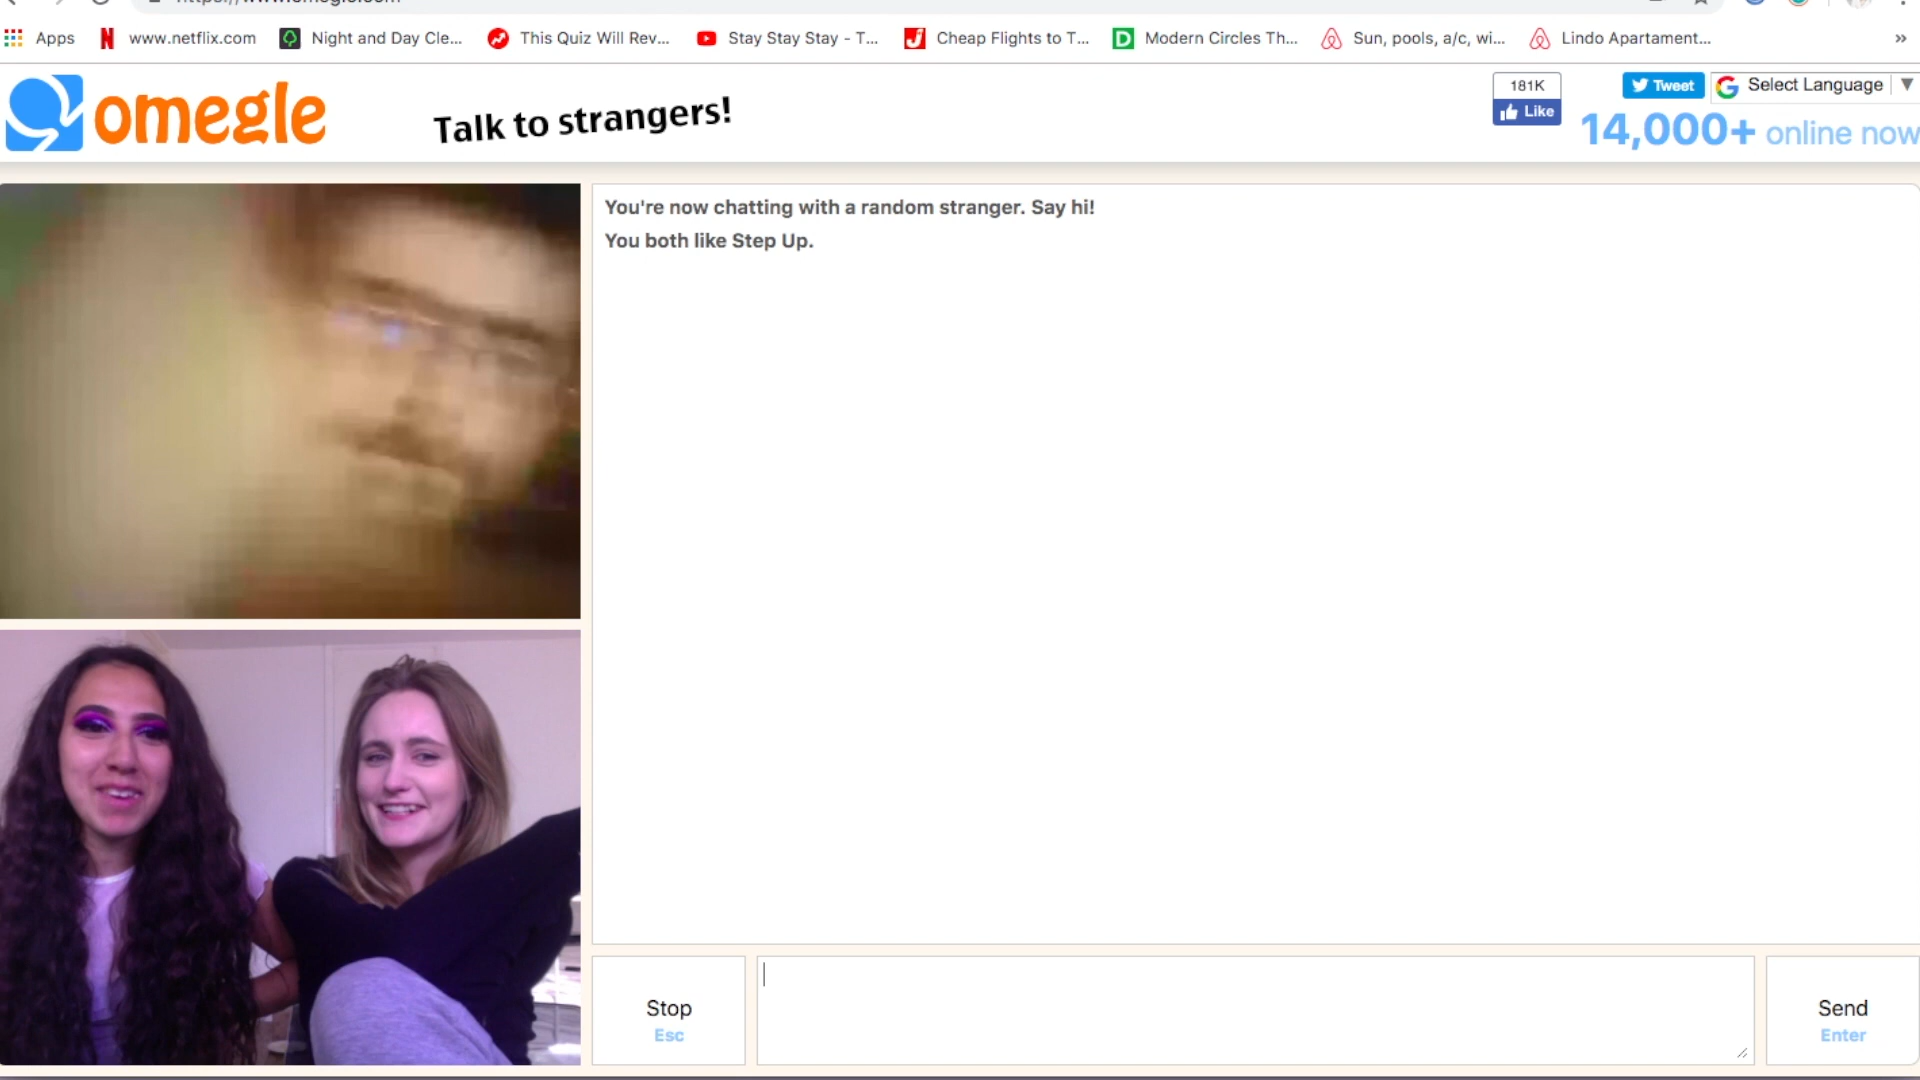 Apps www.netflix.com Night and Day Cle... This Quiz Will Rev... Stay Stay Stay - T... Cheap Flights to T... Modern Circles Th... Sun, pools, a/c, wi... Lindo Apartament... »
omegle Talk to strangers!
181K
Like
Tweet
Select Language
14,000+ online now
You're now chatting with a random stranger. Say hi!
You both like Step Up.
Stop
Esc
Send
Enter